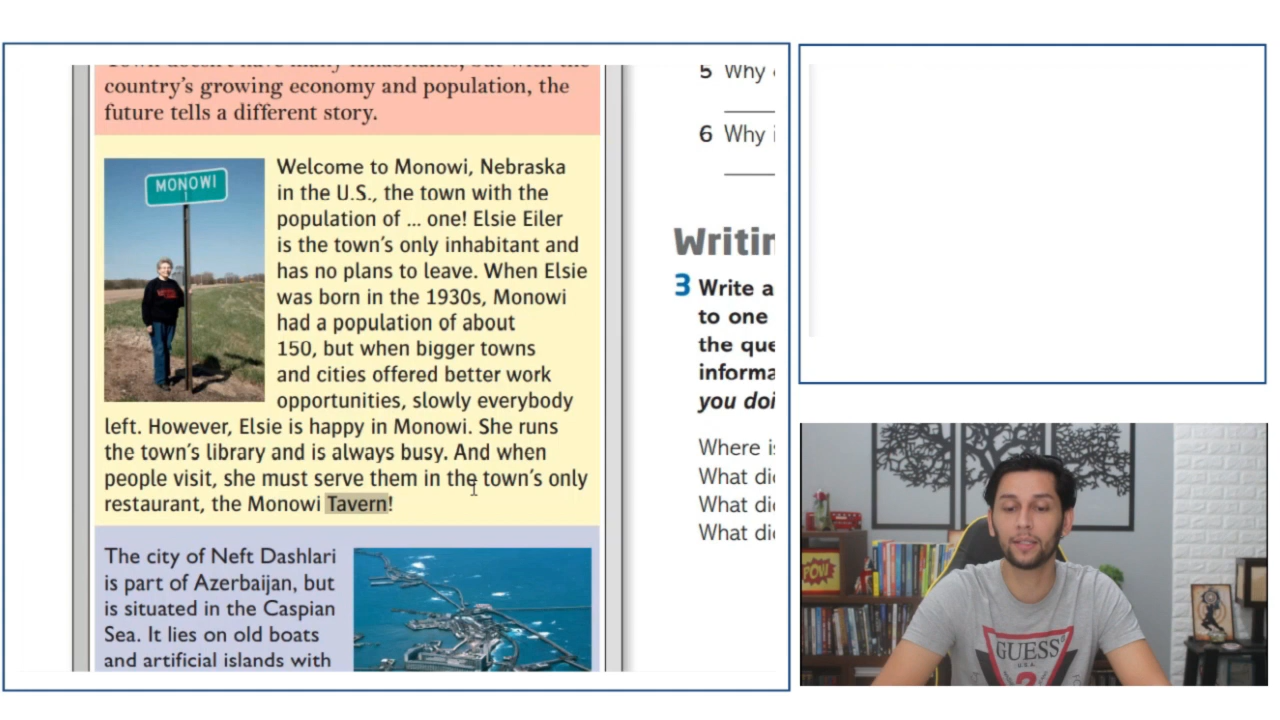 country's growing economy and population, the
future tells a different story.
MONOWI
1
Welcome to Monowi, Nebraska
in the U.S., the town with the
population of ... one! Elsie Eiler
is the town's only inhabitant and
has no plans to leave. When Elsie
was born in the 1930s, Monowi
had a population of about
150, but when bigger towns
and cities offered better work
opportunities, slowly everybody
left. However, Elsie is happy in Monowi. She runs
the town's library and is always busy. And when
people visit, she must serve them in the town's only
restaurant, the Monowi Tavern!
The city of Neft Dashlari
is part of Azerbaijan, but
is situated in the Caspian
Sea. It lies on old boats
and artificial islands with
5 Why
6 Why
Writin
3 Write a
to one
the que
informa
you doi
Where is
What did
What did
What did
POW!
GUESS
U.S.A.
?